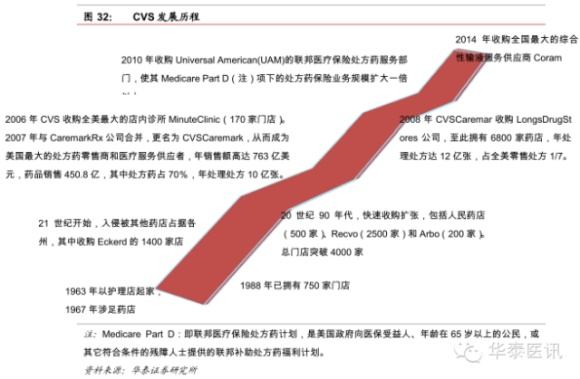 图 32： CVS 发展历程
2014 年收购全国最大的综合
性输液服务供应商 Coram
2010 年收购 Universal American(UAM)的联邦医疗保险处方药服务部
门，使其 Medicare Part D（注）项下的处方药保险业务规模扩大一倍
2006 年 CVS 收购全美最大的店内诊所 MinuteClinic（170 家门店）。
2007 年与 CaremarkRx 公司合并，更名为 CVSCaremark，从而成为
美国最大的处方药零售商和医疗服务供应者，年销售额高达 763 亿美
元，药品销售 450.8 亿，其中处方药占 70%，年处理处方 10 亿张。
2008 年 CVSCaremar 收购 LongsDrugSt
ores 公司，至此拥有 6800 家药店，年处
理处方达 12 亿张，占全美零售处方 1/7。
21 世纪开始，入侵被其他药店占据各
州，其中收购 Eckerd 的 1400 家店
20 世纪 90 年代，快速收购扩张，包括人民药店
（500 家）、Recvo（2500 家）和 Arbo（200 家）。
总门店突破 4000 家
1963 年以护理店起家，
1967 年涉足药店
1988 年已拥有 750 家门店
注：Medicare Part D：即联邦医疗保险处方药计划，是美国政府向医保受益人、年龄在 65 岁以上的公民，或
其它符合条件的残障人士提供的联邦补助处方药福利计划。
资料来源：华泰证券研究所
华泰医讯